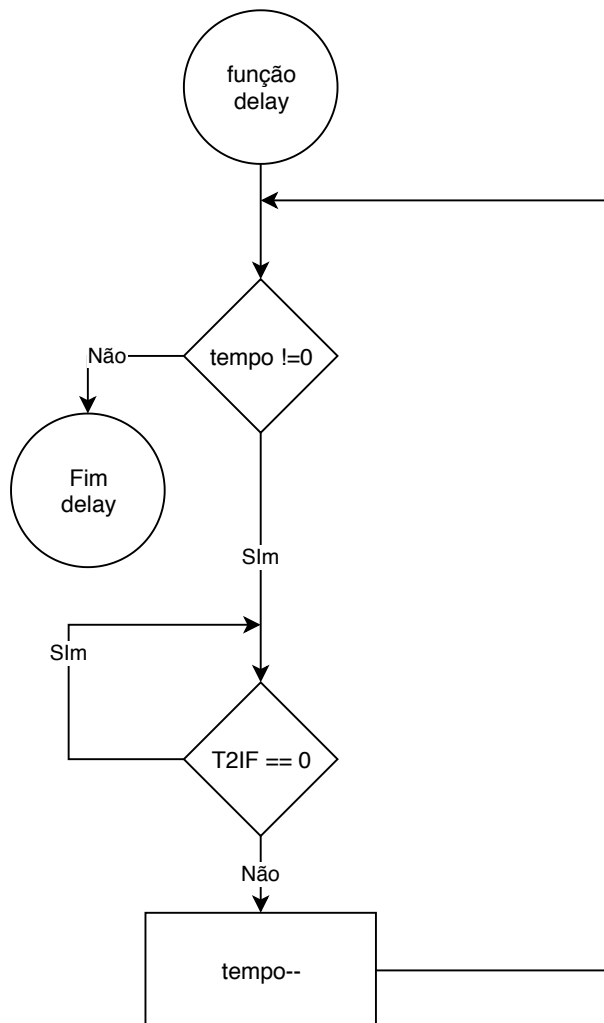 função
delay
tempo !=0
Não
Fim
delay
SIm
SIm
T2IF == 0
Não
tempo--